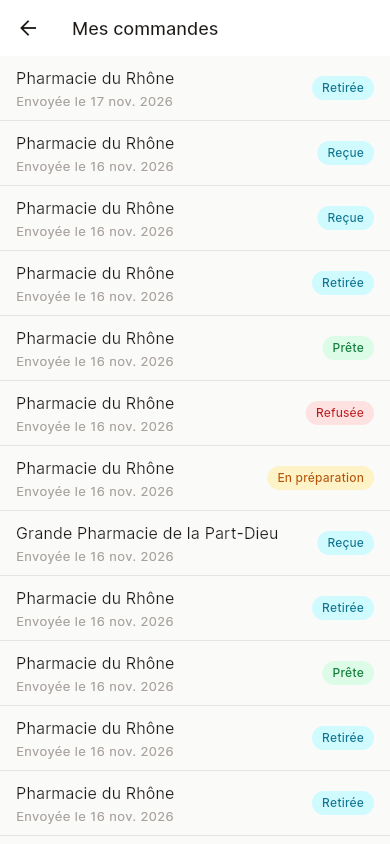 Mes commandes
Pharmacie du Rhône
Envoyée le 17 nov. 2026
Retirée
Pharmacie du Rhône
Envoyée le 16 nov. 2026
Reçue
Pharmacie du Rhône
Envoyée le 16 nov. 2026
Reçue
Pharmacie du Rhône
Envoyée le 16 nov. 2026
Retirée
Pharmacie du Rhône
Envoyée le 16 nov. 2026
Prête
Pharmacie du Rhône
Envoyée le 16 nov. 2026
Refusée
Pharmacie du Rhône
Envoyée le 16 nov. 2026
En préparation
Grande Pharmacie de la Part-Dieu
Envoyée le 16 nov. 2026
Reçue
Pharmacie du Rhône
Envoyée le 16 nov. 2026
Retirée
Pharmacie du Rhône
Envoyée le 16 nov. 2026
Prête
Pharmacie du Rhône
Envoyée le 16 nov. 2026
Retirée
Pharmacie du Rhône
Envoyée le 16 nov. 2026
Retirée